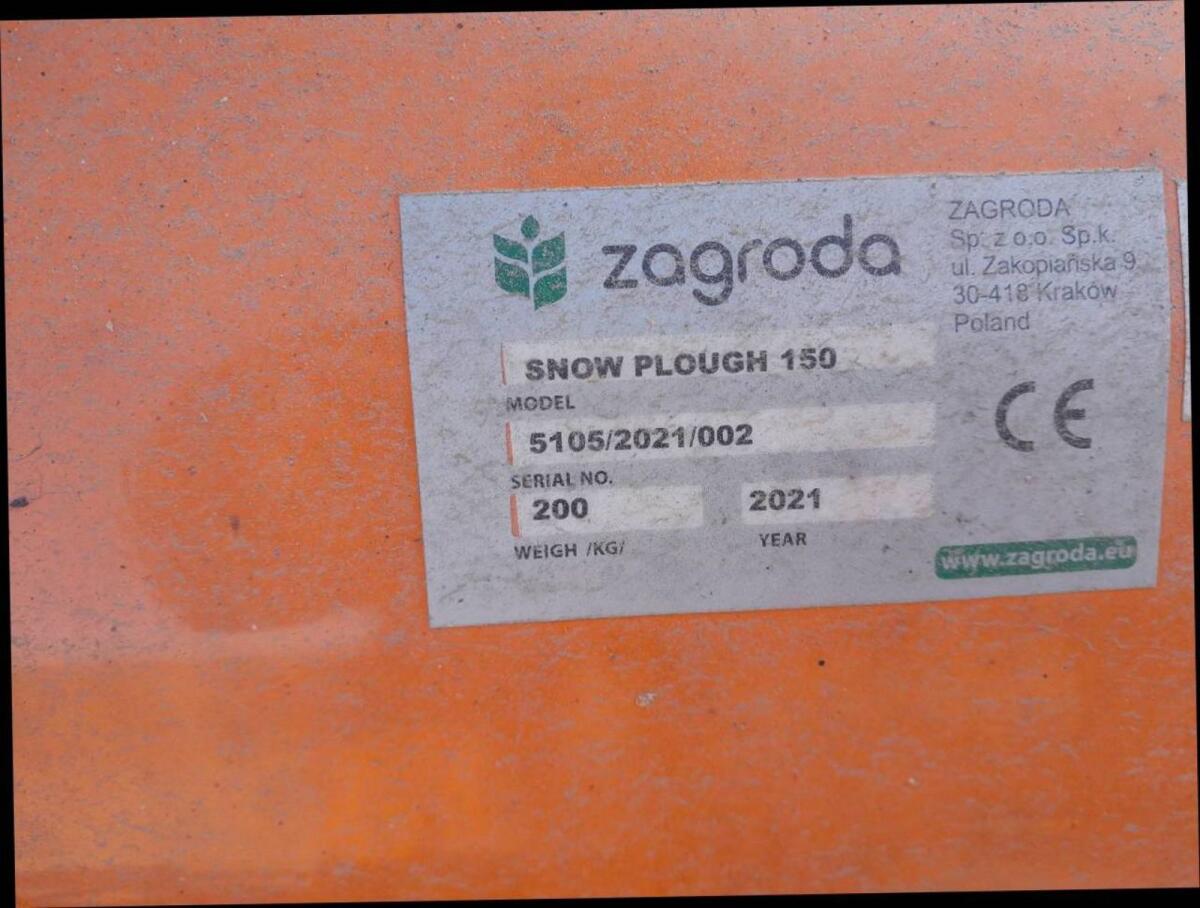 zagroda
ZAGRODA
Sp. z o.o. Sp.k.
ul. Zakopiańska 9
30-418 Kraków
Poland
SNOW PLOUGH 150
MODEL
5105/2021/002
SERIAL NO.
200 2021
WEIGH /KG/ YEAR
CE
www.zagroda.eu